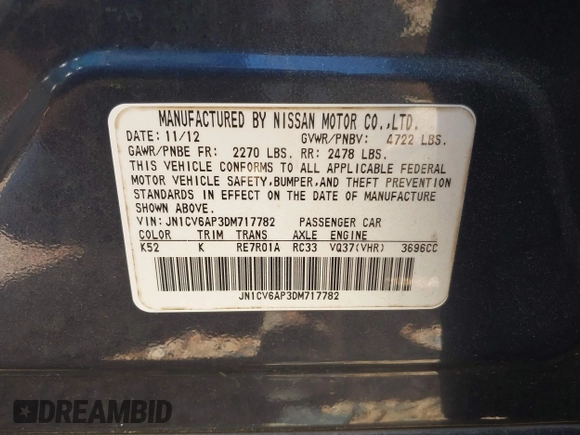 MANUFACTURED BY NISSAN MOTOR CO.,LTD.
DATE: 11/12 GVWR/PNBV: 4722 LBS.
GAWR/PNBE FR: 2270 LBS. RR: 2478 LBS.
THIS VEHICLE CONFORMS TO ALL APPLICABLE FEDERAL
MOTOR VEHICLE SAFETY,BUMPER,AND THEFT PREVENTION
STANDARDS IN EFFECT ON THE DATE OF MANUFACTURE
SHOWN ABOVE.
VIN: JN1CV6AP3DM717782 PASSENGER CAR
COLOR TRIM TRANS AXLE ENGINE
K52 K RE7R01A RC33 VQ37(VHR) 3696CC
JN1CV6AP3DM717782
DREAMBID